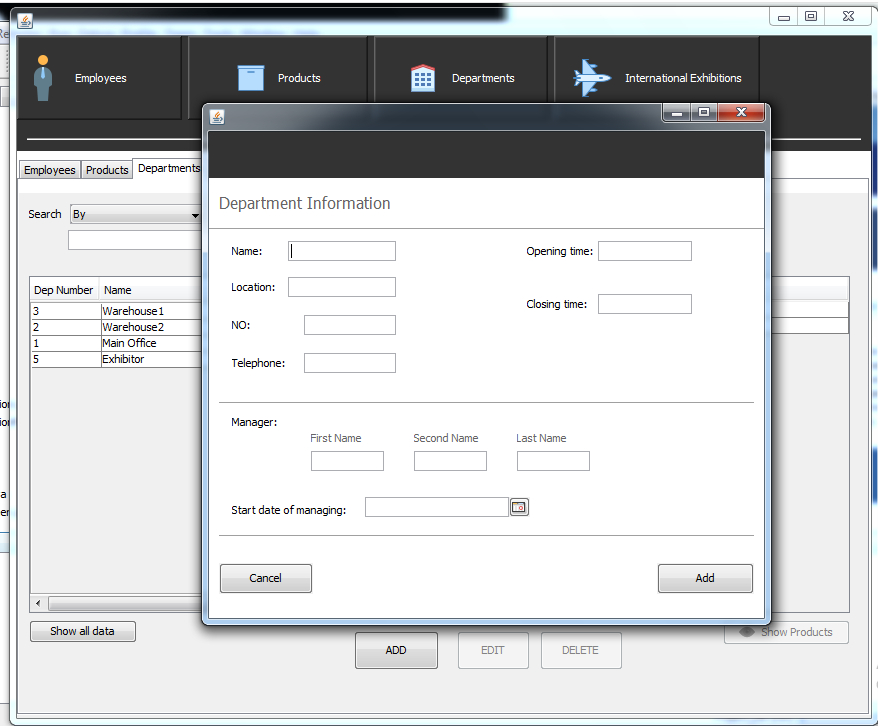 Employees
Products
Departments
International Exhibitions
Employees
Products
Departments
Search
By
Dep Number
Name
3
Warehouse1
2
Warehouse2
1
Main Office
5
Exhibitor
Department Information
Name:
Opening time:
Location:
Closing time:
NO:
Telephone:
Manager:
First Name
Second Name
Last Name
Start date of managing:
Cancel
Add
Show all data
Show Products
ADD
EDIT
DELETE